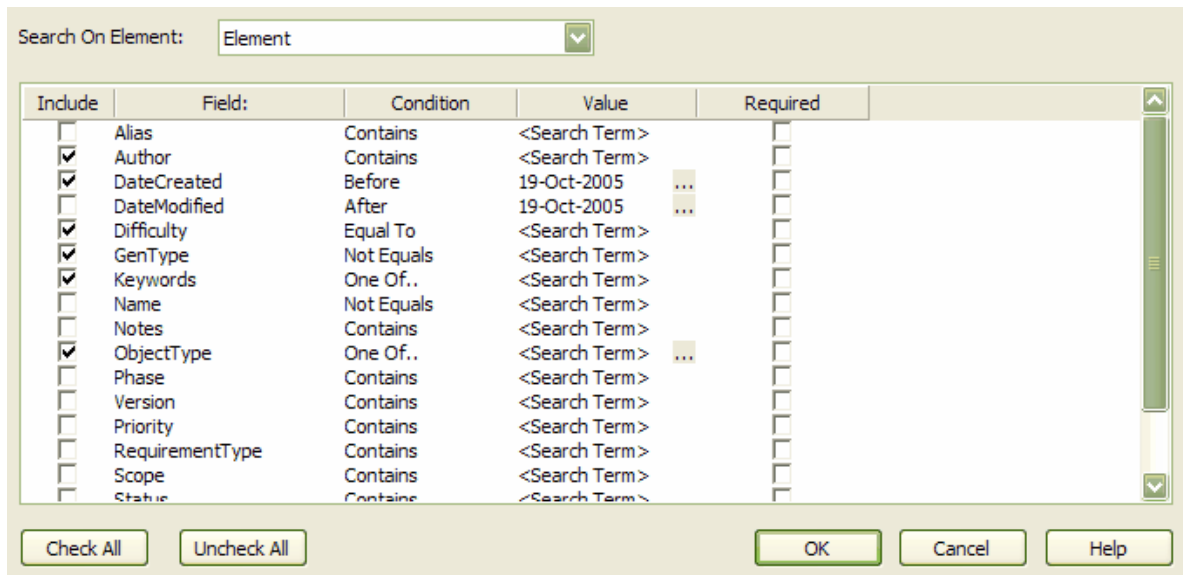 Search On Element: Element
Include Field: Condition Value Required
Alias Contains <Search Term>
Author Contains <Search Term>
DateCreated Before 19-Oct-2005 ...
DateModified After 19-Oct-2005 ...
Difficulty Equal To <Search Term>
GenType Not Equals <Search Term>
Keywords One Of.. <Search Term>
Name Not Equals <Search Term>
Notes Contains <Search Term>
ObjectType One Of.. <Search Term> ...
Phase Contains <Search Term>
Version Contains <Search Term>
Priority Contains <Search Term>
RequirementType Contains <Search Term>
Scope Contains <Search Term>
Status Contains <Search Term>
Check All Uncheck All OK Cancel Help